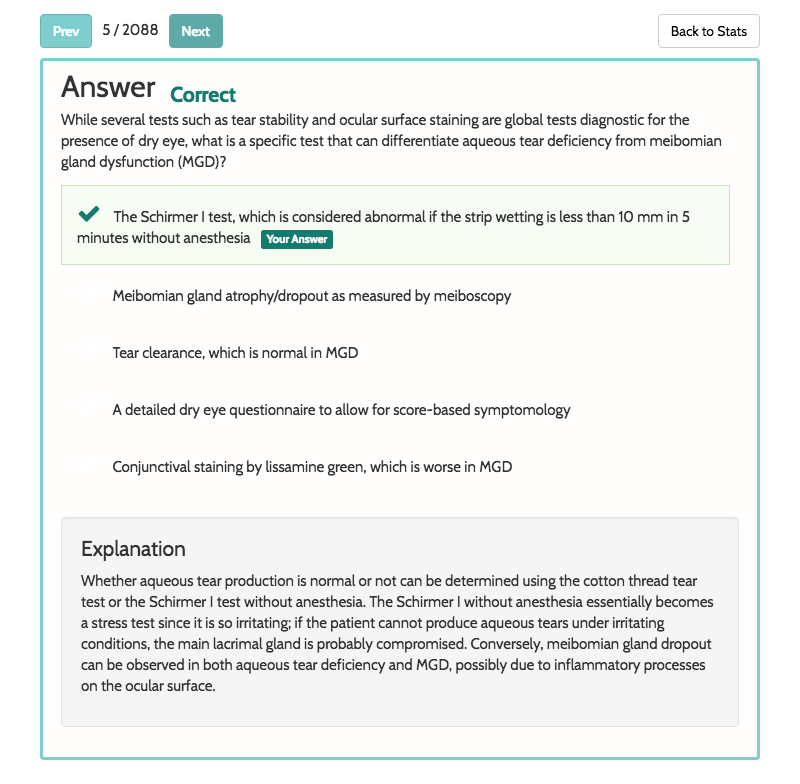 Prev 5 / 2088 Next Back to Stats
Answer Correct
While several tests such as tear stability and ocular surface staining are global tests diagnostic for the
presence of dry eye, what is a specific test that can differentiate aqueous tear deficiency from meibomian
gland dysfunction (MGD)?
The Schirmer I test, which is considered abnormal if the strip wetting is less than 10 mm in 5
minutes without anesthesia Your Answer
Meibomian gland atrophy/dropout as measured by meiboscopy
Tear clearance, which is normal in MGD
A detailed dry eye questionnaire to allow for score-based symptomology
Conjunctival staining by lissamine green, which is worse in MGD
Explanation
Whether aqueous tear production is normal or not can be determined using the cotton thread tear
test or the Schirmer I test without anesthesia. The Schirmer I without anesthesia essentially becomes
a stress test since it is so irritating; if the patient cannot produce aqueous tears under irritating
conditions, the main lacrimal gland is probably compromised. Conversely, meibomian gland dropout
can be observed in both aqueous tear deficiency and MGD, possibly due to inflammatory processes
on the ocular surface.